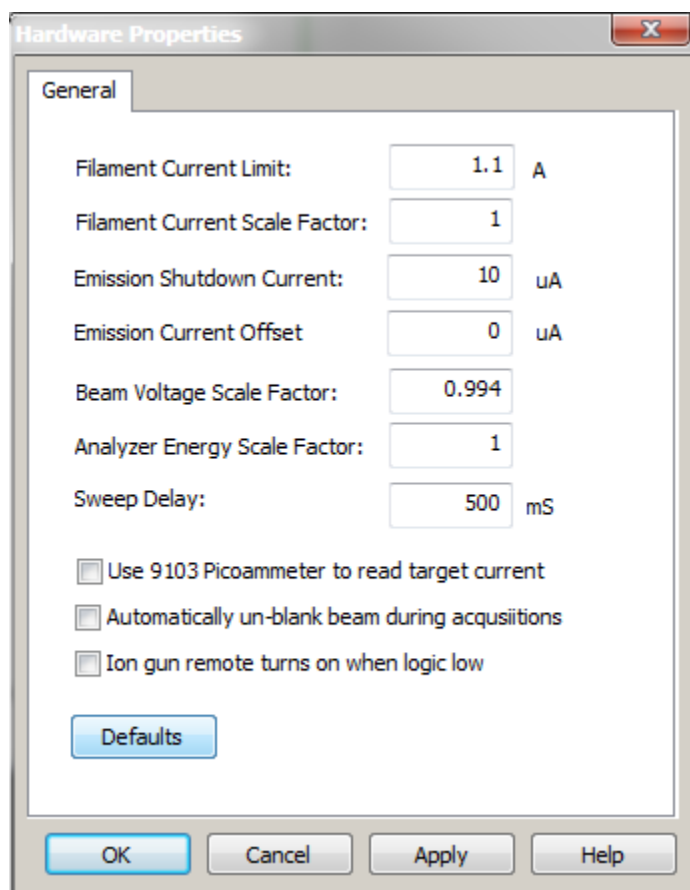 Hardware Properties
General
Filament Current Limit: 1.1 A
Filament Current Scale Factor: 1
Emission Shutdown Current: 10 uA
Emission Current Offset 0 uA
Beam Voltage Scale Factor: 0.994
Analyzer Energy Scale Factor: 1
Sweep Delay: 500 mS
Use 9103 Picoammeter to read target current
Automatically un-blank beam during acqusiitions
Ion gun remote turns on when logic low
Defaults
OK Cancel Apply Help